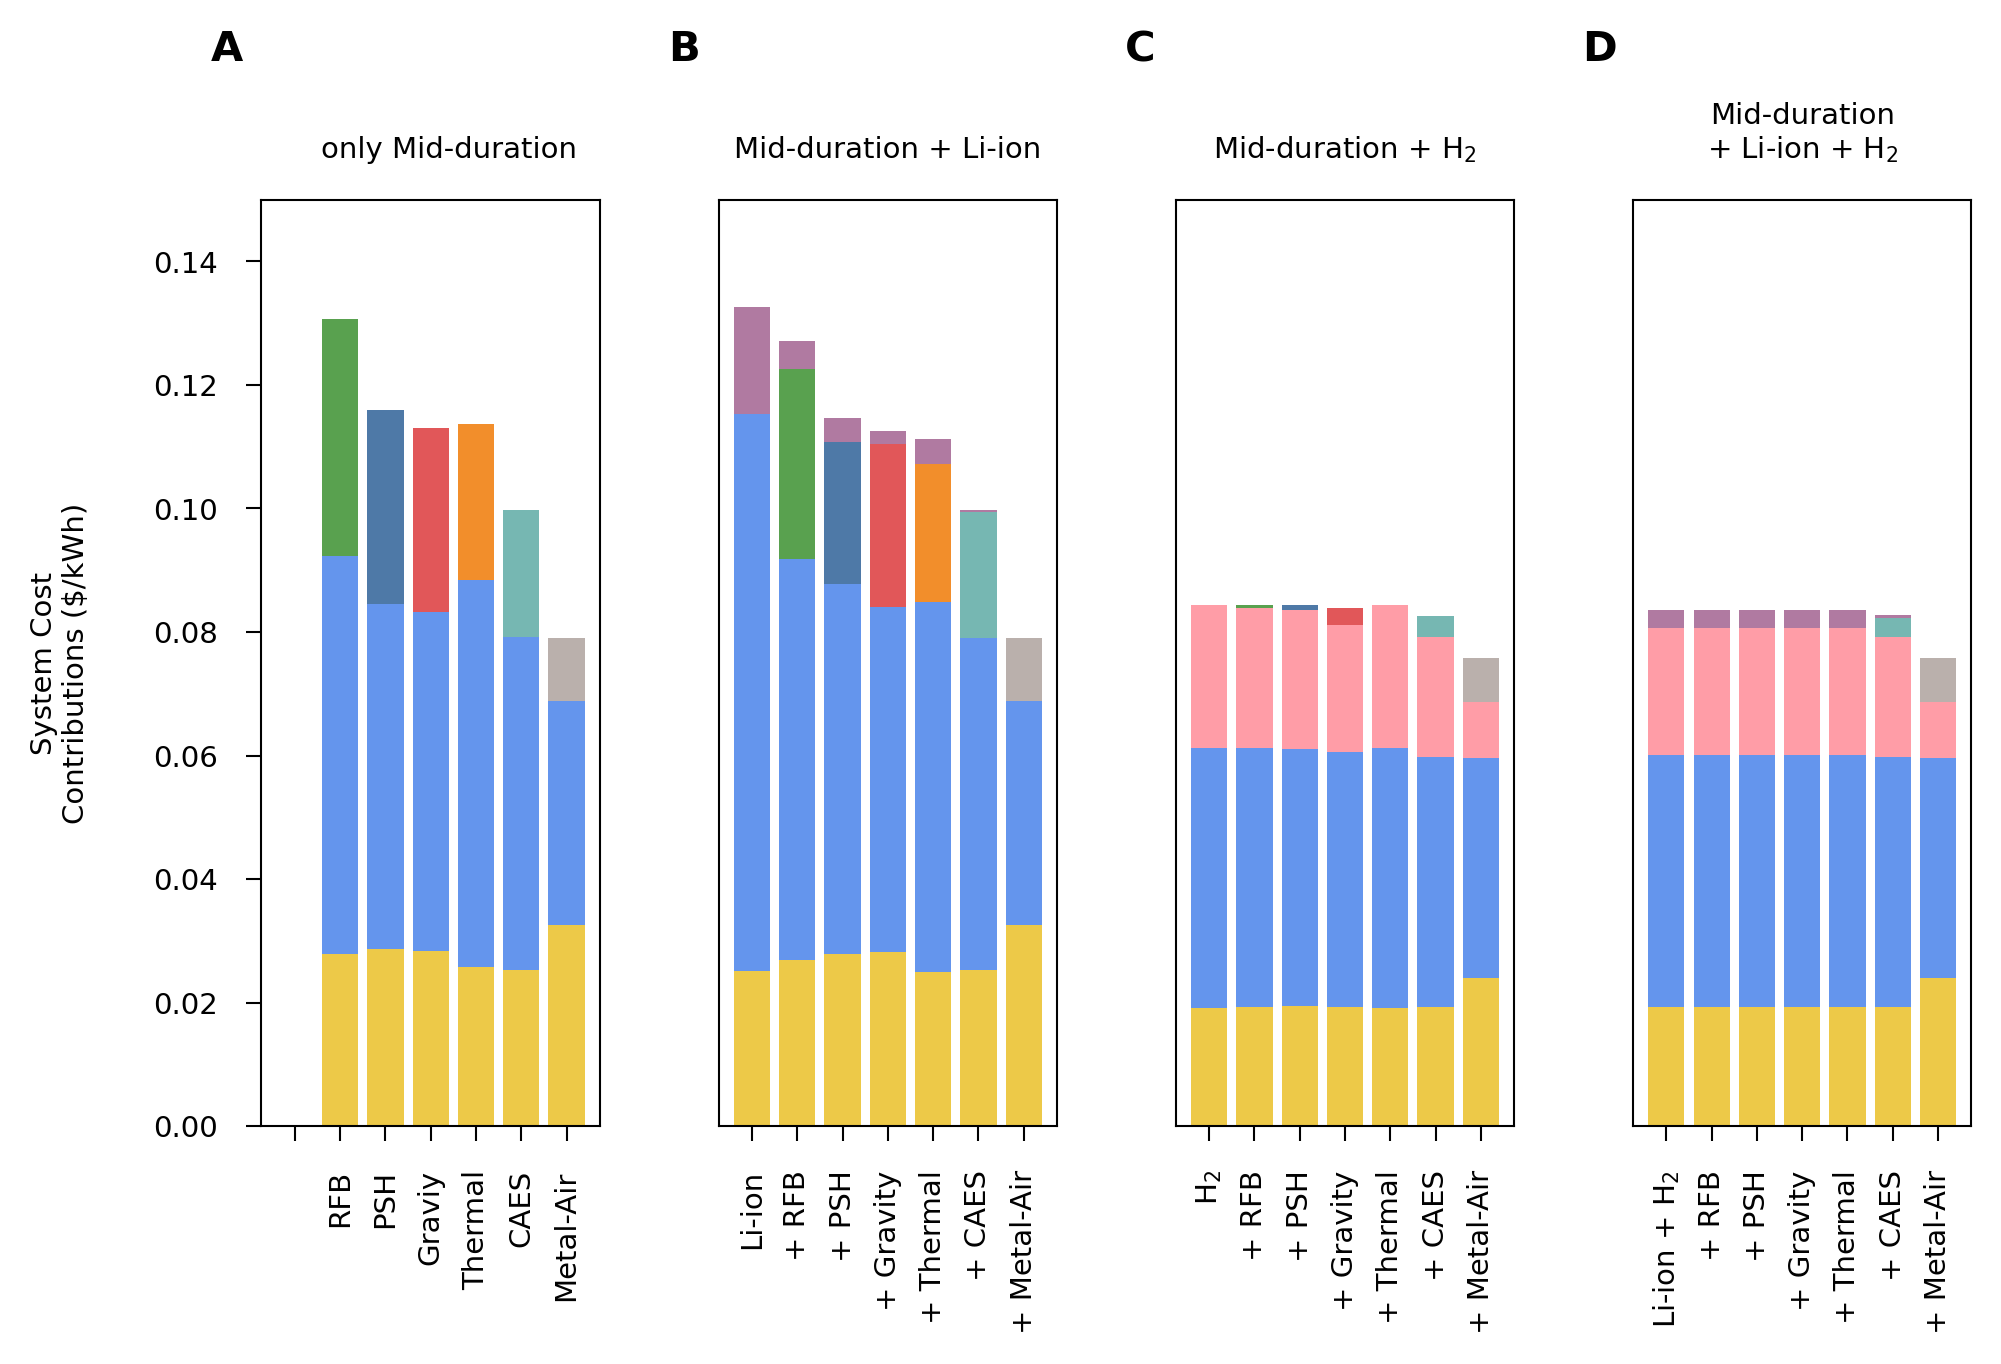 A
B
C
D
only Mid-duration
Mid-duration + Li-ion
Mid-duration + H₂
Mid-duration
+ Li-ion + H₂
System Cost
Contributions ($/kWh)
0.14
0.12
0.10
0.08
0.06
0.04
0.02
0.00
RFB
PSH
Graviy
Thermal
CAES
Metal-Air
Li-ion
+ RFB
+ PSH
+ Gravity
+ Thermal
+ CAES
+ Metal-Air
H₂
+ RFB
+ PSH
+ Gravity
+ Thermal
+ CAES
+ Metal-Air
Li-ion + H₂
+ RFB
+ PSH
+ Gravity
+ Thermal
+ CAES
+ Metal-Air